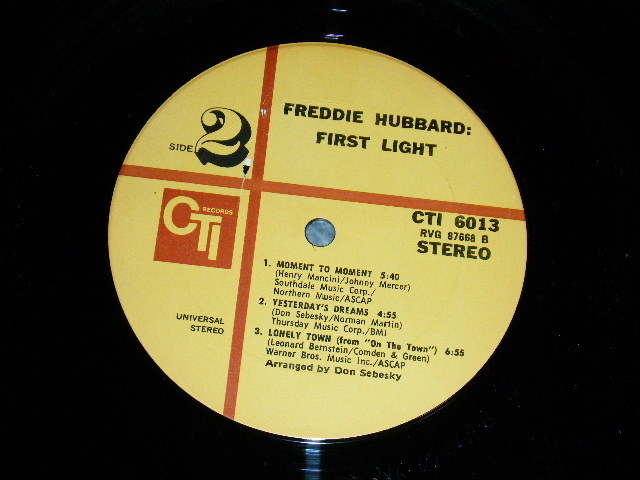 FREDDIE HUBBARD:
FIRST LIGHT
SIDE 2
CTI RECORDS
CTI 6013
RVG 87668 B
STEREO
1. MOMENT TO MOMENT 5:40
(Henry Mancini/Johnny Mercer)
Southdale Music Corp./
Northern Music/ASCAP
2. YESTERDAY'S DREAMS 4:55
(Don Sebesky/Norman Martin)
Thursday Music Corp./BMI
3. LONELY TOWN (from "On The Town") 6:55
(Leonard Bernstein/Comden & Green)
Warner Bros. Music Inc./ASCAP
Arranged by Don Sebesky
UNIVERSAL
STEREO